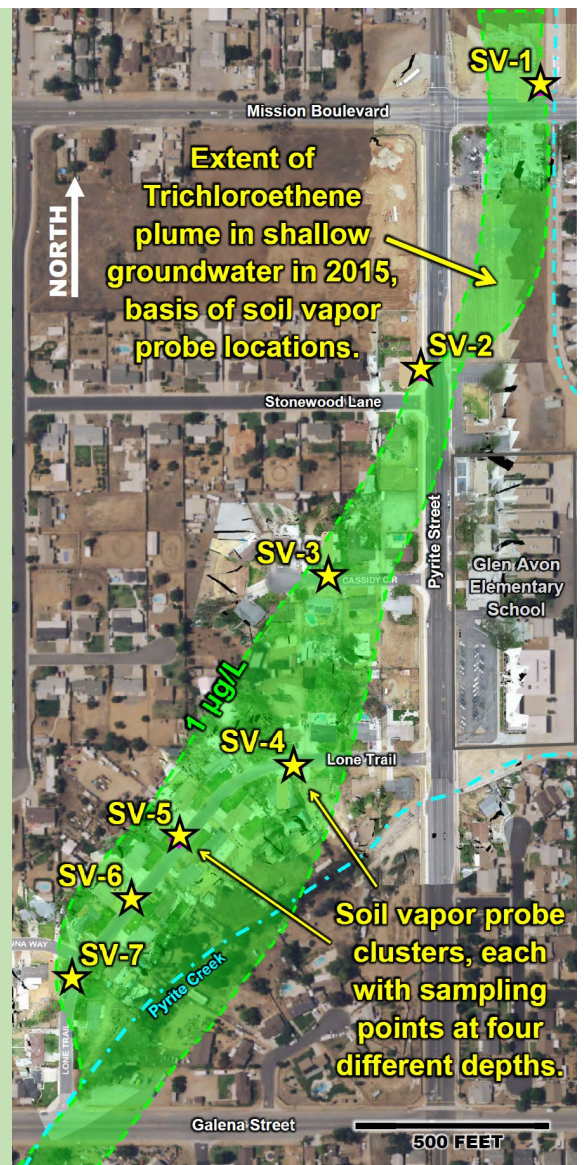 SV-1
Mission Boulevard
Extent of
Trichloroethene
plume in shallow
groundwater in 2015,
basis of soil vapor
probe locations.
NORTH
SV-2
Stonewood Lane
Pyrite Street
SV-3
CASSIDY CR
Glen Avon
Elementary
School
1 µg/L
SV-4
Lone Trail
SV-5
SV-6
NNA WAY
SV-7
Pyrite Creek
Soil vapor probe
clusters, each
with sampling
points at four
different depths.
LONE TRAIL
Galena Street
500 FEET